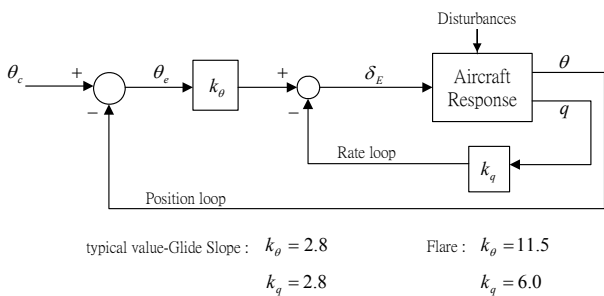 Disturbances
θ_c + − θ_e k_θ + − δ_E Aircraft Response θ q
Rate loop k_q
Position loop
typical value-Glide Slope : k_θ = 2.8 Flare : k_θ = 11.5
k_q = 2.8 k_q = 6.0